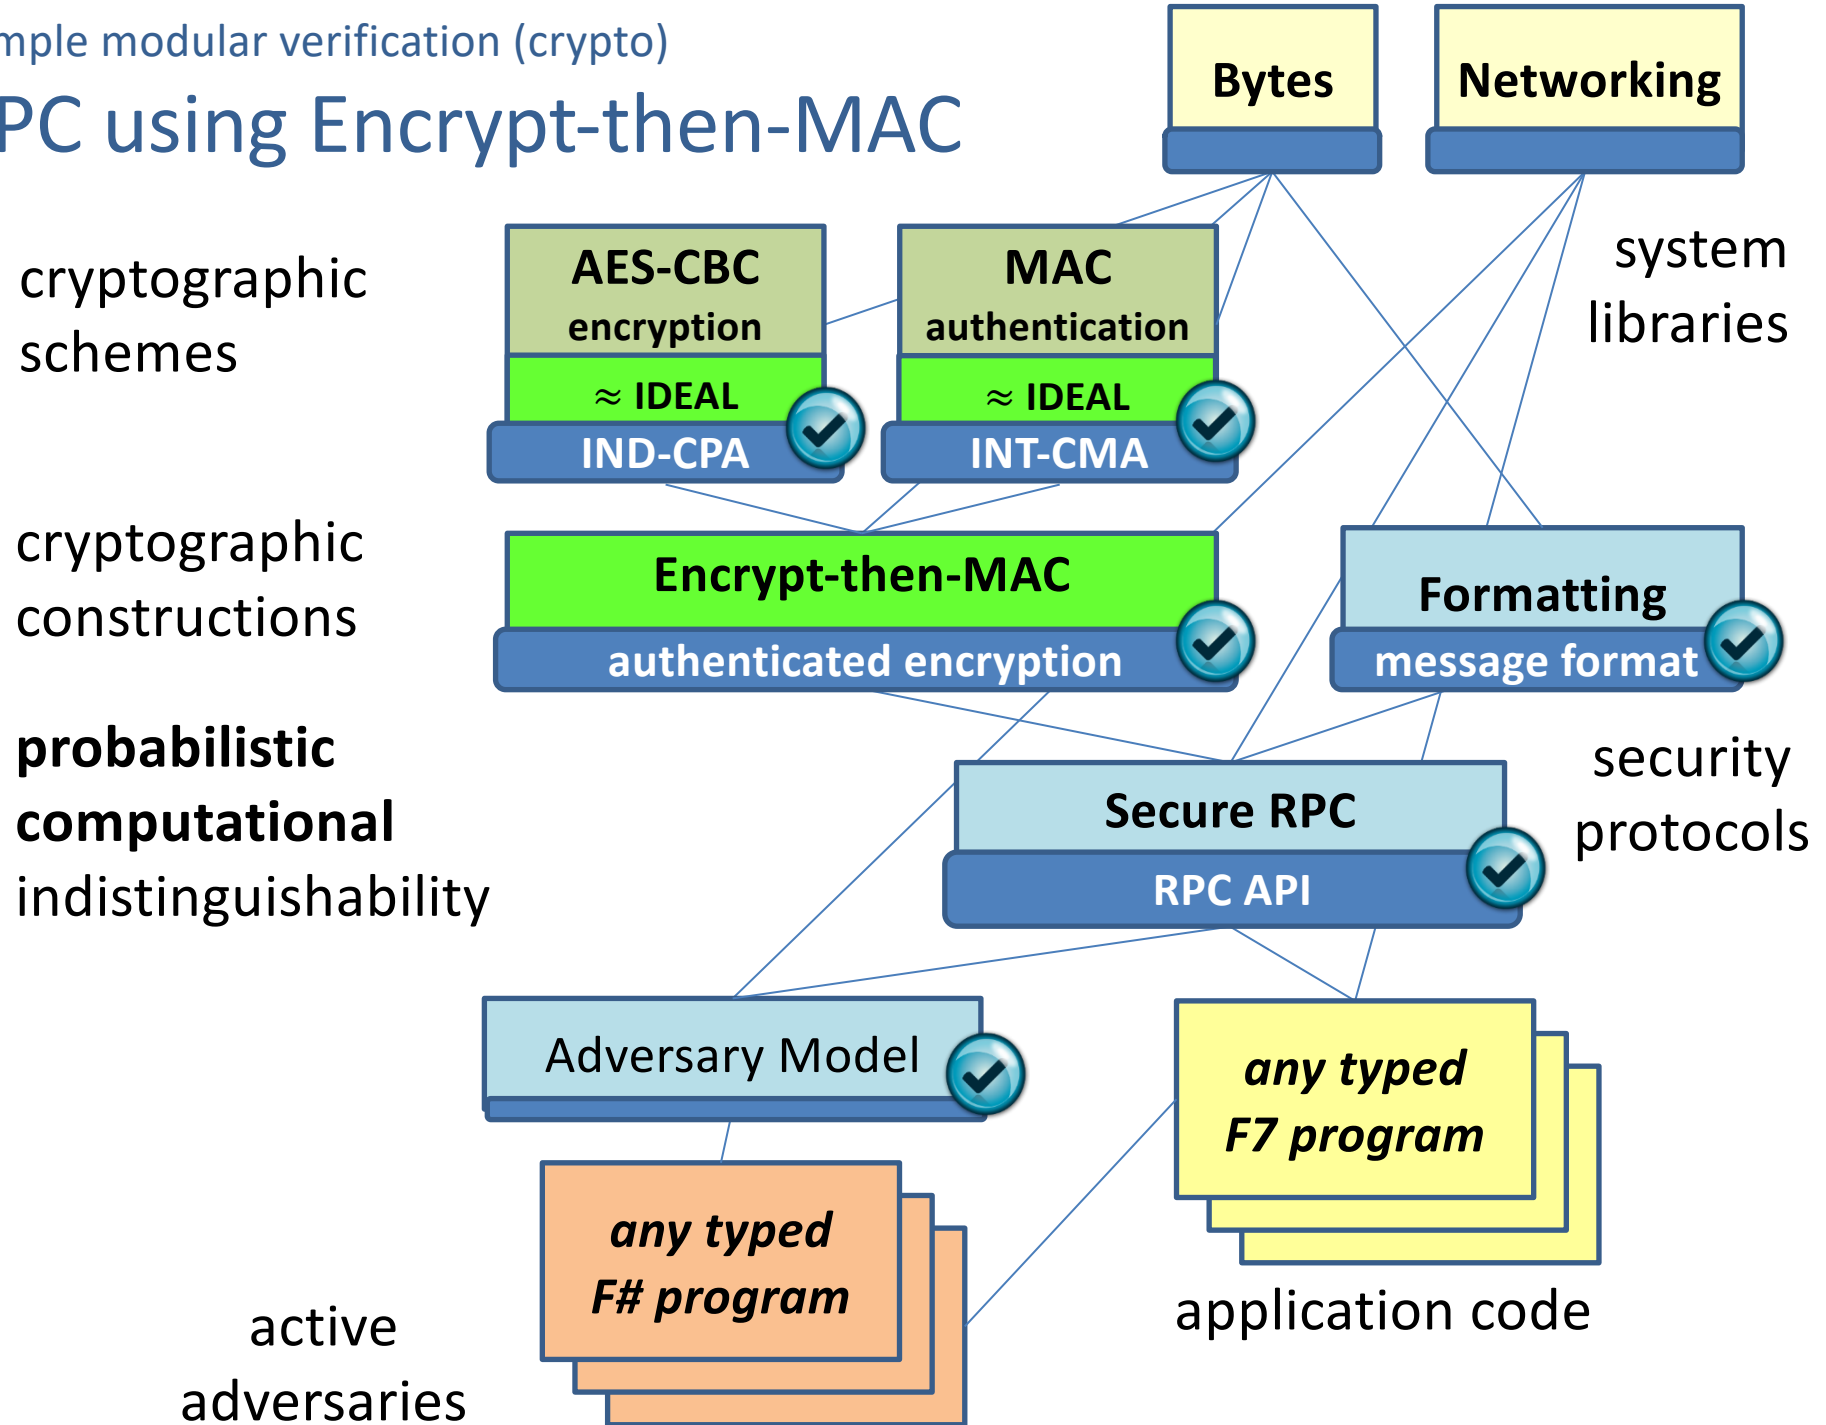 mple modular verification (crypto)
PC using Encrypt-then-MAC
Bytes
Networking
cryptographic
schemes
AES-CBC
encryption
≈ IDEAL
IND-CPA
MAC
authentication
≈ IDEAL
INT-CMA
system
libraries
cryptographic
constructions
Encrypt-then-MAC
authenticated encryption
Formatting
message format
probabilistic
computational
indistinguishability
Secure RPC
RPC API
security
protocols
Adversary Model
any typed
F7 program
any typed
F# program
application code
active
adversaries